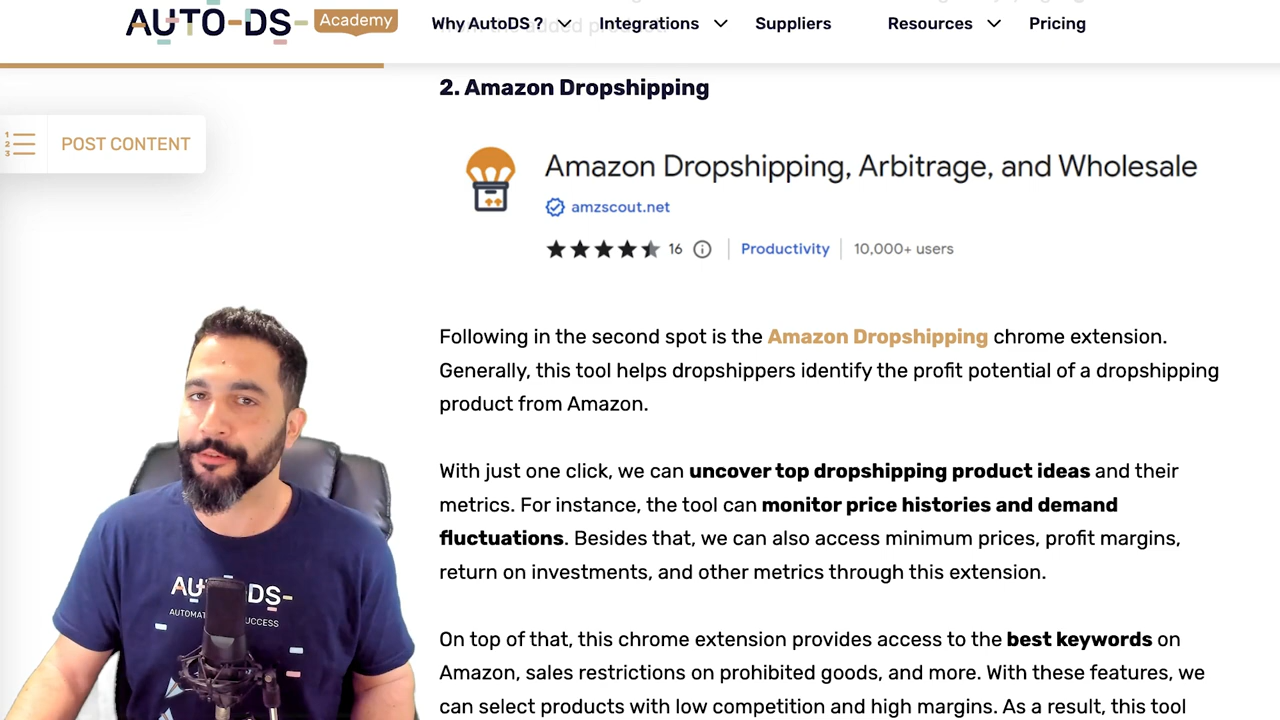 AUTO-DS- Academy Why AutoDS ? Integrations Suppliers Resources Pricing
2. Amazon Dropshipping
1
2
3
POST CONTENT
Amazon Dropshipping, Arbitrage, and Wholesale
amzscout.net
16 Productivity 10,000+ users
Following in the second spot is the Amazon Dropshipping chrome extension.
Generally, this tool helps dropshippers identify the profit potential of a dropshipping
product from Amazon.
With just one click, we can uncover top dropshipping product ideas and their
metrics. For instance, the tool can monitor price histories and demand
fluctuations. Besides that, we can also access minimum prices, profit margins,
return on investments, and other metrics through this extension.
On top of that, this chrome extension provides access to the best keywords on
Amazon, sales restrictions on prohibited goods, and more. With these features, we
can select products with low competition and high margins. As a result, this tool